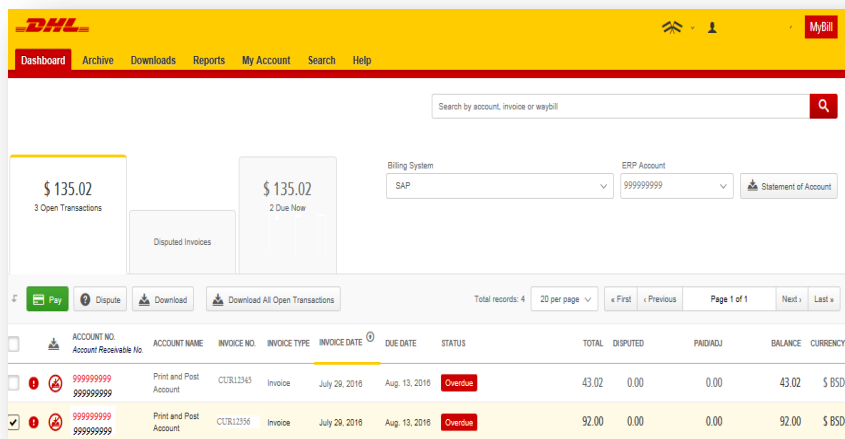 DHL
MyBill
Dashboard Archive Downloads Reports My Account Search Help
Search by account, invoice or waybill
Billing System ERP Account
$ 135.02 $ 135.02 SAP 999999999 Statement of Account
3 Open Transactions 2 Due Now
Disputed Invoices
Pay Dispute Download Download All Open Transactions Total records: 4 20 per page « First ‹ Previous Page 1 of 1 Next › Last »
ACCOUNT NO. ACCOUNT NAME INVOICE NO. INVOICE TYPE INVOICE DATE DUE DATE STATUS TOTAL DISPUTED PAID/ADJ BALANCE CURRENCY
Account Receivable No.
999999999 Print and Post CUR12345 Invoice July 29, 2016 Aug. 13, 2016 Overdue 43.02 0.00 0.00 43.02 $ BSD
999999999 Account
999999999 Print and Post CUR12356 Invoice July 29, 2016 Aug. 13, 2016 Overdue 92.00 0.00 0.00 92.00 $ BSD
999999999 Account